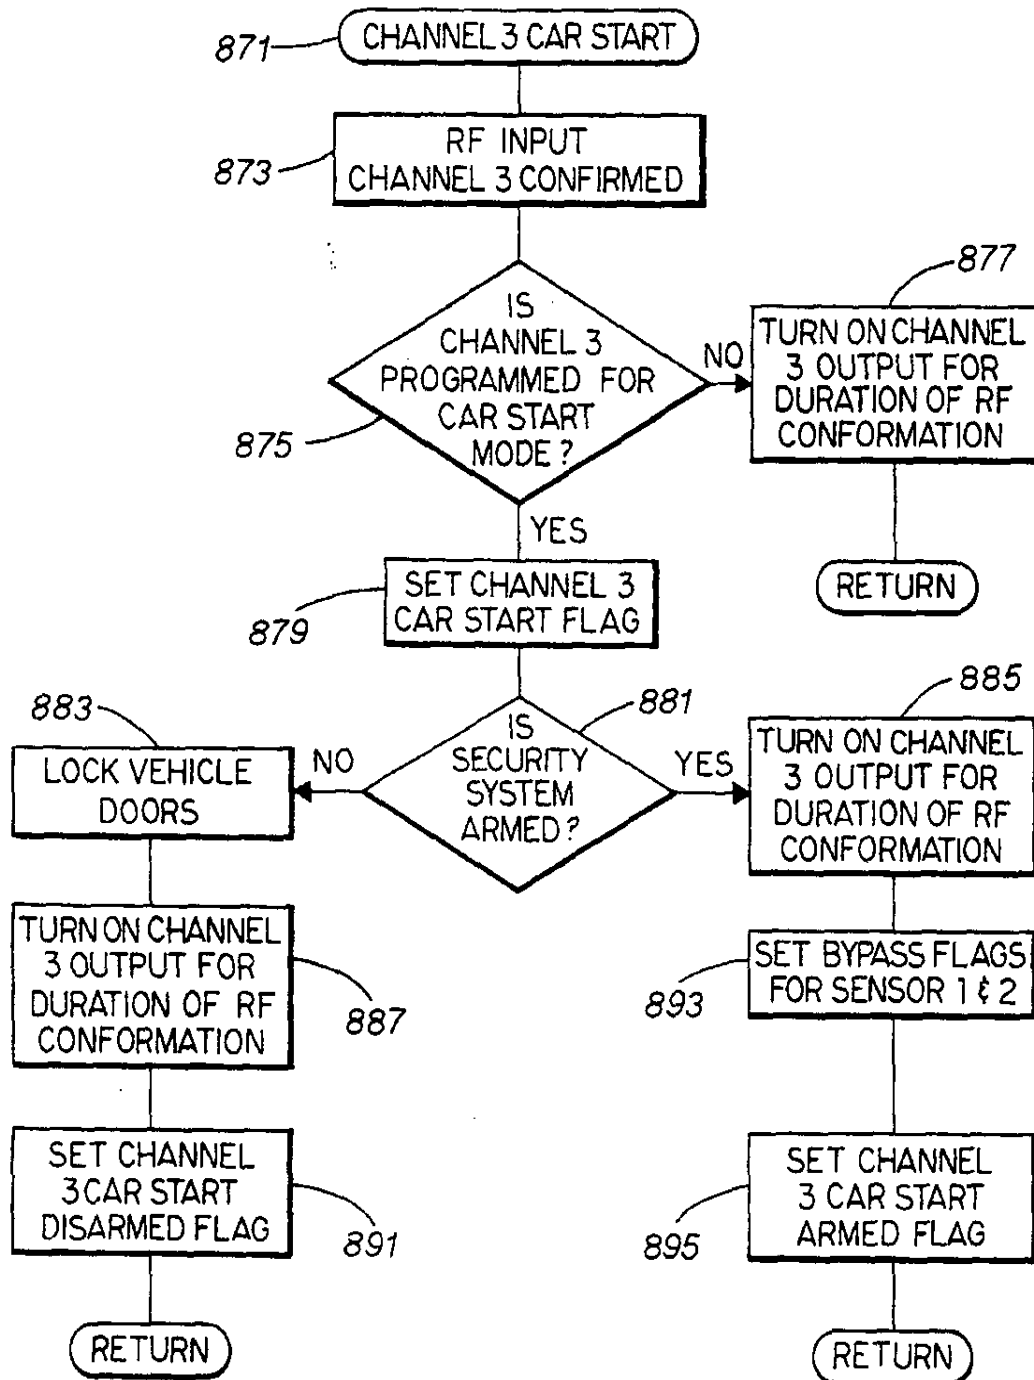 871
CHANNEL 3 CAR START
873
RF INPUT
CHANNEL 3 CONFIRMED
875
IS
CHANNEL 3
PROGRAMMED FOR
CAR START
MODE?
NO
877
TURN ON CHANNEL
3 OUTPUT FOR
DURATION OF RF
CONFORMATION
RETURN
YES
879
SET CHANNEL 3
CAR START FLAG
881
IS
SECURITY
SYSTEM
ARMED?
NO
YES
883
LOCK VEHICLE
DOORS
885
TURN ON CHANNEL
3 OUTPUT FOR
DURATION OF RF
CONFORMATION
TURN ON CHANNEL
3 OUTPUT FOR
DURATION OF RF
CONFORMATION
887
893
SET BYPASS FLAGS
FOR SENSOR 1 & 2
SET CHANNEL
3 CAR START
DISARMED FLAG
891
895
SET CHANNEL
3 CAR START
ARMED FLAG
RETURN
RETURN